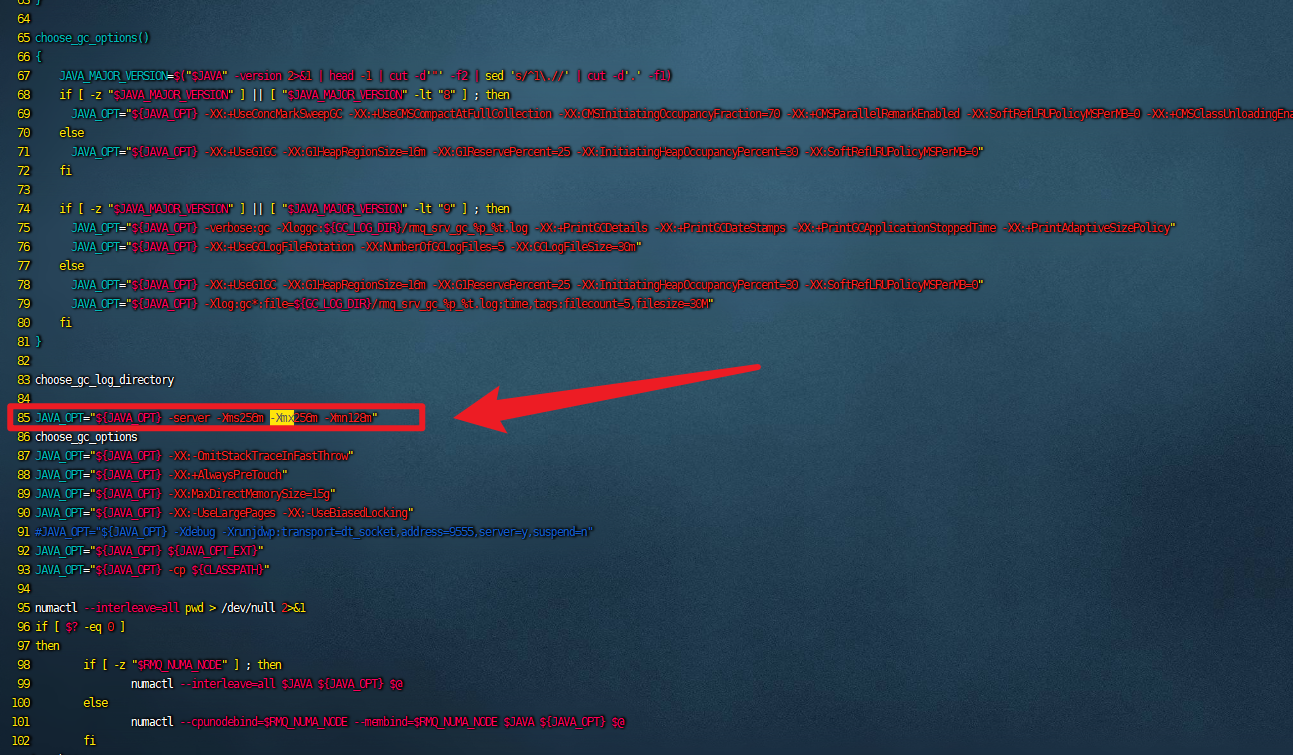 63 }
64
65 choose_gc_options()
66 {
67     JAVA_MAJOR_VERSION=$("$JAVA" -version 2>&1 | head -1 | cut -d'"' -f2 | sed 's/^1\.//' | cut -d'.' -f1)
68     if [ -z "$JAVA_MAJOR_VERSION" ] || [ "$JAVA_MAJOR_VERSION" -lt "8" ] ; then
69       JAVA_OPT="${JAVA_OPT} -XX:+UseConcMarkSweepGC -XX:+UseCMSCompactAtFullCollection -XX:CMSInitiatingOccupancyFraction=70 -XX:+CMSParallelRemarkEnabled -XX:SoftRefLRUPolicyMSPerMB=0 -XX:+CMSClassUnloadingEna
70     else
71       JAVA_OPT="${JAVA_OPT} -XX:+UseG1GC -XX:G1HeapRegionSize=16m -XX:G1ReservePercent=25 -XX:InitiatingHeapOccupancyPercent=30 -XX:SoftRefLRUPolicyMSPerMB=0"
72     fi
73
74     if [ -z "$JAVA_MAJOR_VERSION" ] || [ "$JAVA_MAJOR_VERSION" -lt "9" ] ; then
75       JAVA_OPT="${JAVA_OPT} -verbose:gc -Xloggc:${GC_LOG_DIR}/rmq_srv_gc_%p_%t.log -XX:+PrintGCDetails -XX:+PrintGCDateStamps -XX:+PrintGCApplicationStoppedTime -XX:+PrintAdaptiveSizePolicy"
76       JAVA_OPT="${JAVA_OPT} -XX:+UseGCLogFileRotation -XX:NumberOfGCLogFiles=5 -XX:GCLogFileSize=30m"
77     else
78       JAVA_OPT="${JAVA_OPT} -XX:+UseG1GC -XX:G1HeapRegionSize=16m -XX:G1ReservePercent=25 -XX:InitiatingHeapOccupancyPercent=30 -XX:SoftRefLRUPolicyMSPerMB=0"
79       JAVA_OPT="${JAVA_OPT} -Xlog:gc*:file=${GC_LOG_DIR}/rmq_srv_gc_%p_%t.log:time,tags:filecount=5,filesize=30M"
80     fi
81 }
82
83 choose_gc_log_directory
84
85 JAVA_OPT="${JAVA_OPT} -server -Xms256m -Xmx256m -Xmn128m"
86 choose_gc_options
87 JAVA_OPT="${JAVA_OPT} -XX:-OmitStackTraceInFastThrow"
88 JAVA_OPT="${JAVA_OPT} -XX:+AlwaysPreTouch"
89 JAVA_OPT="${JAVA_OPT} -XX:MaxDirectMemorySize=15g"
90 JAVA_OPT="${JAVA_OPT} -XX:-UseLargePages -XX:-UseBiasedLocking"
91 #JAVA_OPT="${JAVA_OPT} -Xdebug -Xrunjdwp:transport=dt_socket,address=9555,server=y,suspend=n"
92 JAVA_OPT="${JAVA_OPT} ${JAVA_OPT_EXT}"
93 JAVA_OPT="${JAVA_OPT} -cp ${CLASSPATH}"
94
95 numactl --interleave=all pwd > /dev/null 2>&1
96 if [ $? -eq 0 ]
97 then
98         if [ -z "$RMQ_NUMA_NODE" ] ; then
99                 numactl --interleave=all $JAVA ${JAVA_OPT} $@
100         else
101                 numactl --cpunodebind=$RMQ_NUMA_NODE --membind=$RMQ_NUMA_NODE $JAVA ${JAVA_OPT} $@
102         fi